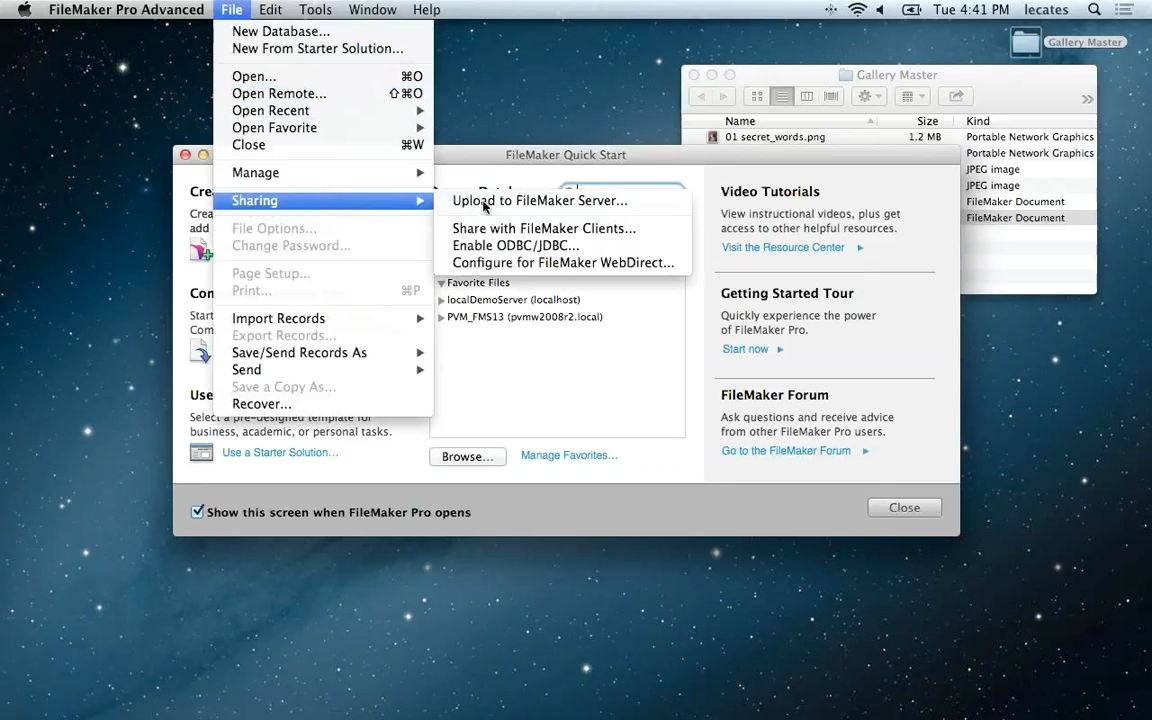 FileMaker Pro Advanced File Edit Tools Window Help Tue 4:41 PM lecates
New Database...
New From Starter Solution...
Open... ⌘O
Open Remote... ⇧⌘O
Open Recent
Open Favorite
Close ⌘W
Manage
Sharing
File Options...
Change Password...
Page Setup...
Print... ⌘P
Import Records
Export Records...
Save/Send Records As
Send
Save a Copy As...
Recover...
Upload to FileMaker Server...
Share with FileMaker Clients...
Enable ODBC/JDBC...
Configure for FileMaker WebDirect...
Gallery Master
Gallery Master
Name Size Kind
01 secret_words.png 1.2 MB Portable Network Graphics
Portable Network Graphics
JPEG image
JPEG image
FileMaker Document
FileMaker Document
FileMaker Quick Start
Favorite Files
localDemoServer (localhost)
PVM_FMS13 (pvmw2008r2.local)
Select a pre-designed template for
business, academic, or personal tasks.
Use a Starter Solution...
Browse... Manage Favorites...
Video Tutorials
View instructional videos, plus get
other helpful resources.
Visit the Resource Center
Getting Started Tour
Quickly experience the power
of FileMaker Pro.
Start now
FileMaker Forum
Ask questions and receive advice
from other FileMaker Pro users.
Go to the FileMaker Forum
Show this screen when FileMaker Pro opens
Close